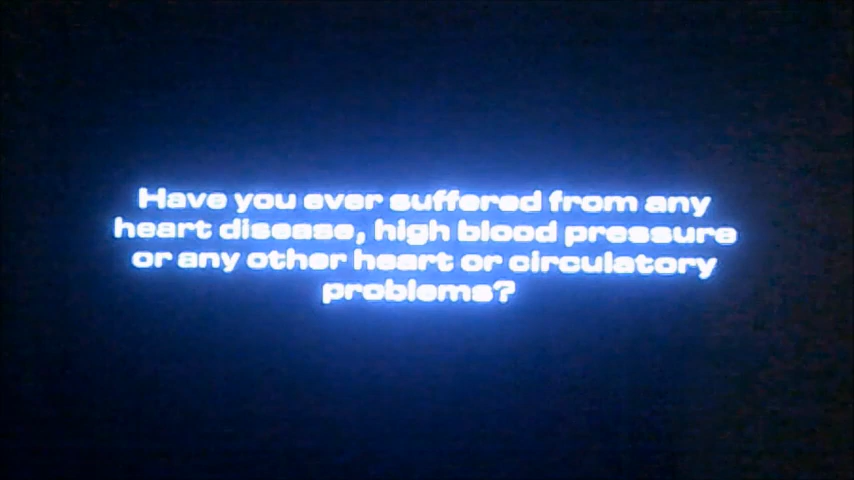 Have you ever suffered from any
heart disease, high blood pressure
or any other heart or circulatory
problems?